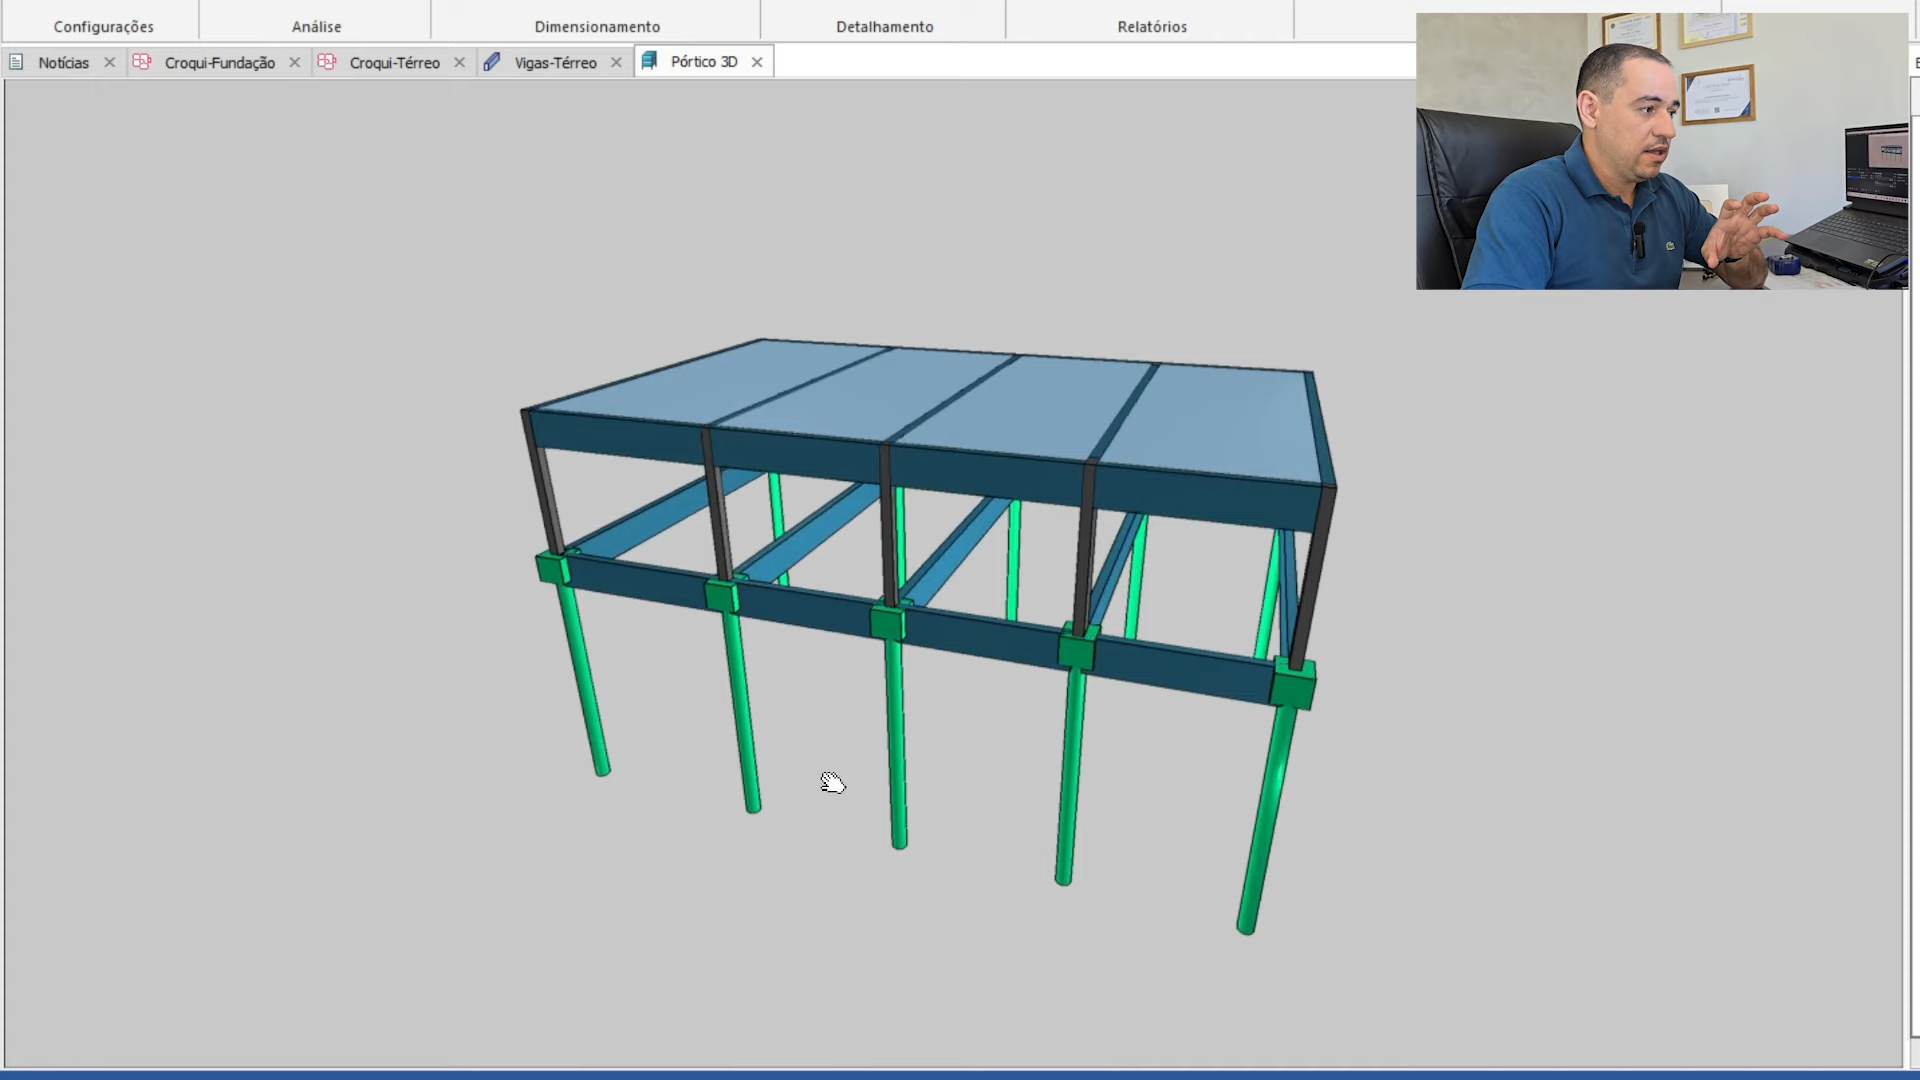 Configurações
Análise
Dimensionamento
Detalhamento
Relatórios
Notícias
Croqui-Fundação
Croqui-Térreo
Vigas-Térreo
Pórtico 3D